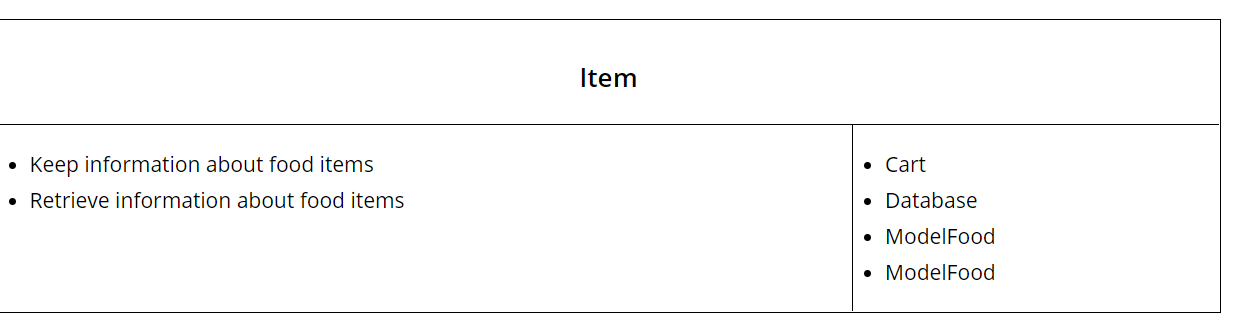 Item
Keep information about food items
Retrieve information about food items
Cart
Database
ModelFood
ModelFood